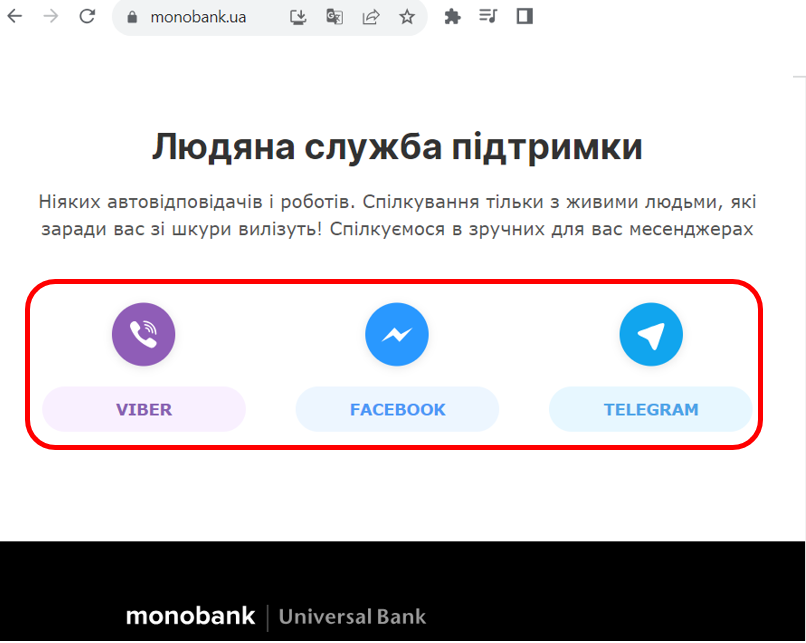 monobank.ua
Людяна служба підтримки
Ніяких автовідповідачів і роботів. Спілкування тільки з живими людьми, які
заради вас зі шкури вилізуть! Спілкуємося в зручних для вас месенджерах
VIBER
FACEBOOK
TELEGRAM
monobank | Universal Bank